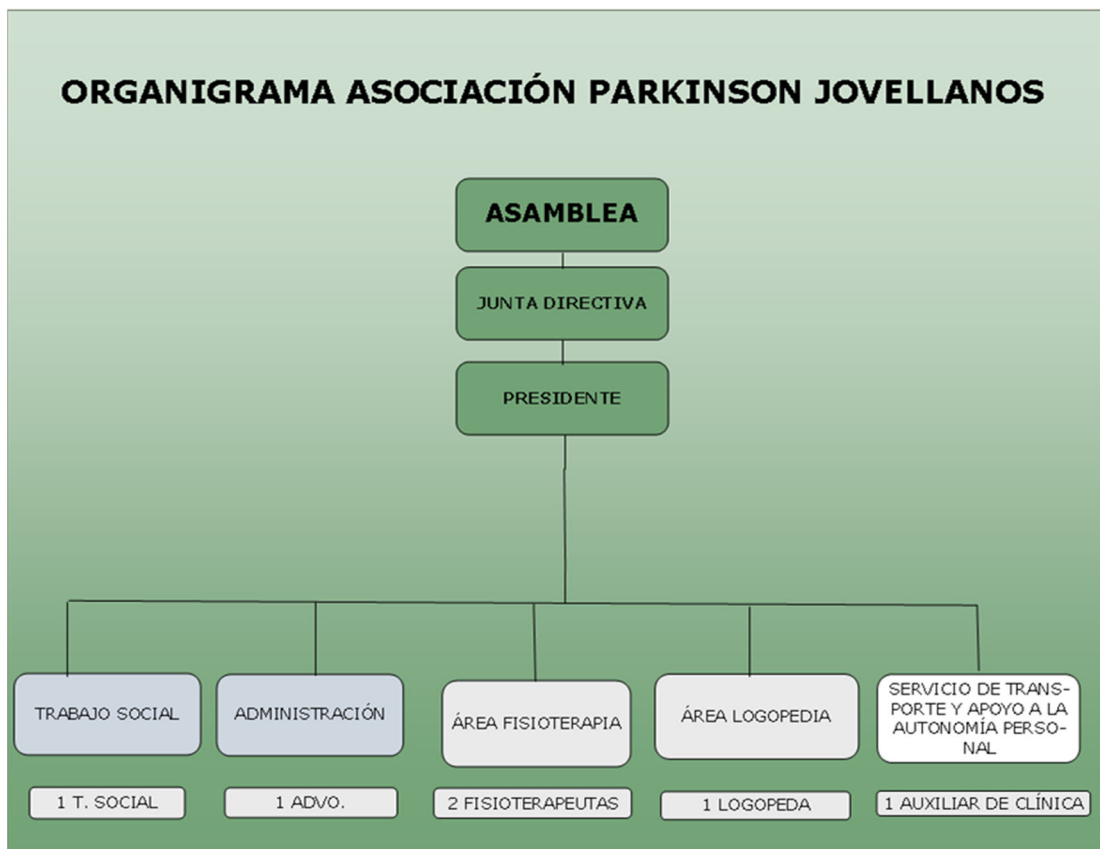 ORGANIGRAMA ASOCIACIÓN PARKINSON JOVELLANOS
ASAMBLEA
JUNTA DIRECTIVA
PRESIDENTE
TRABAJO SOCIAL
ADMINISTRACIÓN
ÁREA FISIOTERAPIA
ÁREA LOGOPEDIA
SERVICIO DE TRANS-
PORTE Y APOYO A LA
AUTONOMÍA PERSO-
NAL
1 T. SOCIAL
1 ADVO.
2 FISIOTERAPEUTAS
1 LOGOPEDA
1 AUXILIAR DE CLÍNICA